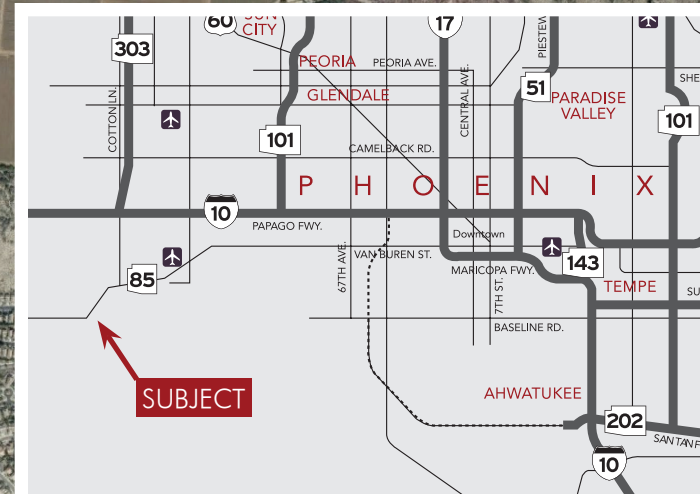 60
SUN
CITY
17
303
PEORIA
PEORIA AVE.
51
GLENDALE
CENTRAL AVE.
PARADISE
VALLEY
COTTON LN.
101
101
CAMELBACK RD.
P H O E N I X
10
PAPAGO FWY.
Downtown
67TH AVE.
VAN BUREN ST.
143
MARICOPA FWY.
85
7TH ST.
TEMPE
BASELINE RD.
SUBJECT
AHWATUKEE
202
10